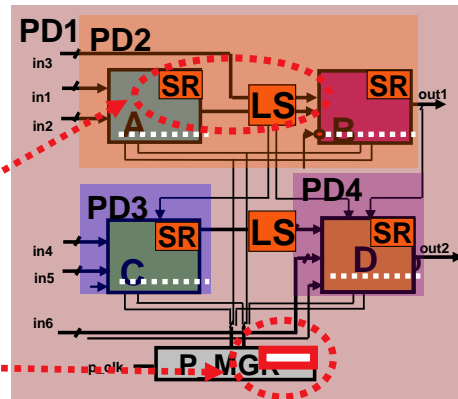 PD1 PD2
in3
SR SR
in1 out1
LS
in2
A B
PD4
PD3
SR LS SR
in4
out2
in5
C D
in6
p_clk P_MGR